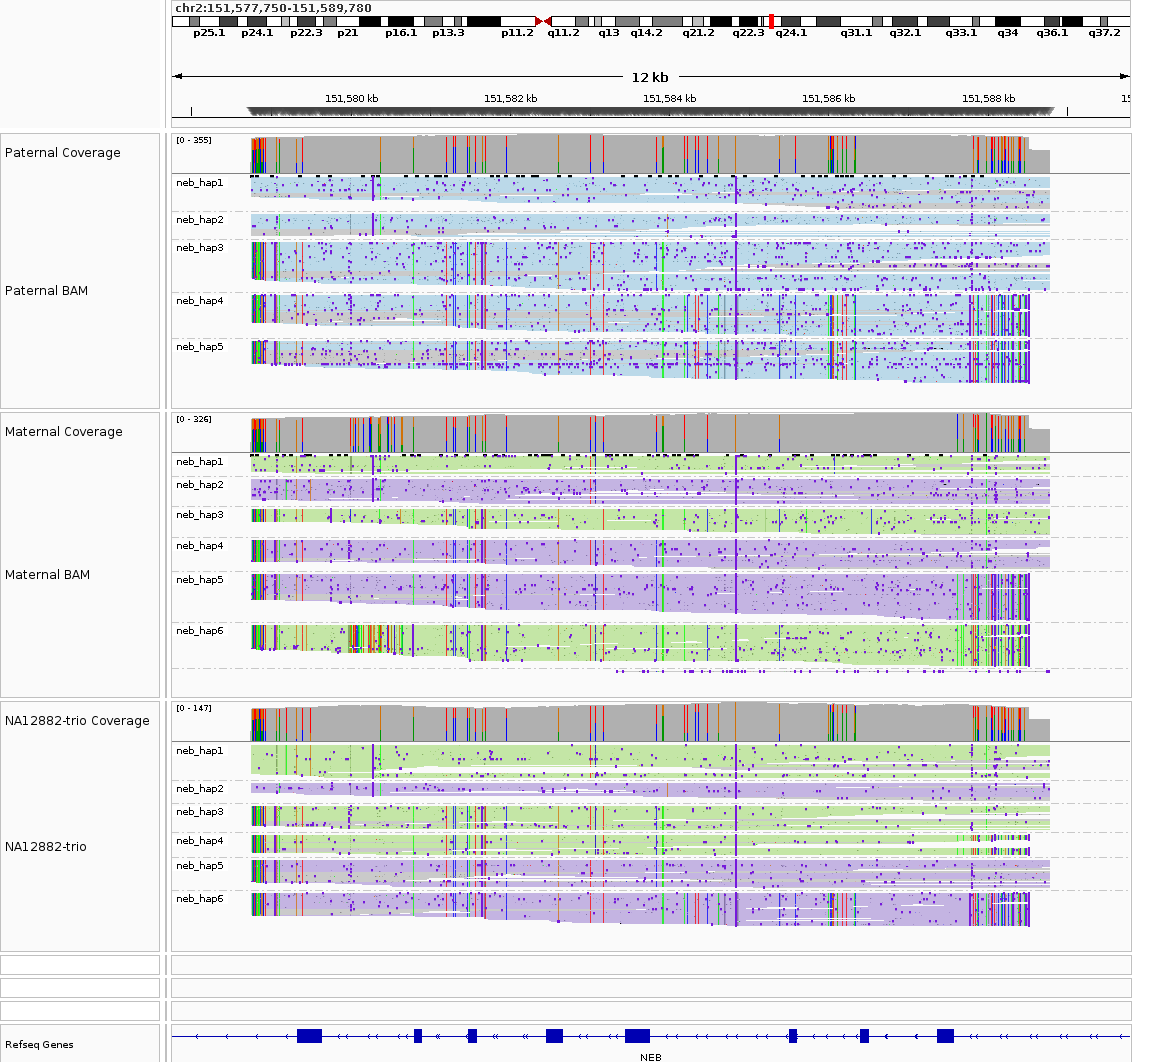 chr2:151,577,750-151,589,780
p25.1 p24.1 p22.3 p21 p16.1 p13.3 p11.2 q11.2 q13 q14.2 q21.2 q22.3 q24.1 q31.1 q32.1 q33.1 q34 q36.1 q37.2
12 kb
151,580 kb 151,582 kb 151,584 kb 151,586 kb 151,588 kb 15
Paternal Coverage
[0 - 355]
neb_hap1
neb_hap2
neb_hap3
Paternal BAM
neb_hap4
neb_hap5
Maternal Coverage
[0 - 326]
neb_hap1
neb_hap2
neb_hap3
neb_hap4
Maternal BAM
neb_hap5
neb_hap6
NA12882-trio Coverage
[0 - 147]
neb_hap1
neb_hap2
neb_hap3
neb_hap4
NA12882-trio
neb_hap5
neb_hap6
Refseq Genes
NEB